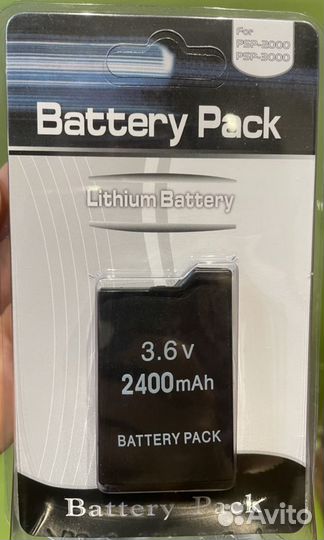 For
PSP-2000
PSP-3000
Battery Pack
Lithium Battery
3.6 v
2400mAh
BATTERY PACK
Battery Pack
Avito